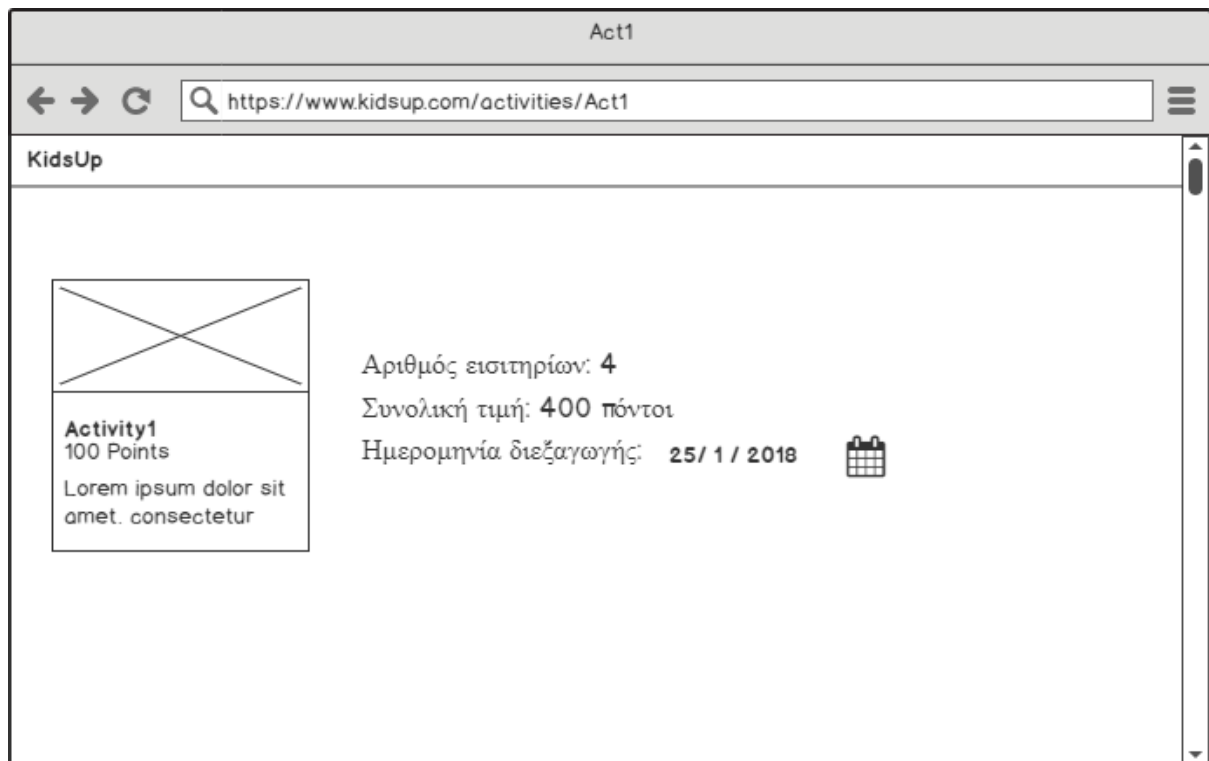 Act1
https://www.kidsup.com/activities/Act1
KidsUp
Activity1
100 Points
Lorem ipsum dolor sit
amet. consectetur
Αριθμός εισιτηρίων: 4
Συνολική τιμή: 400 πόντοι
Ημερομηνία διεξαγωγής: 25/ 1 / 2018